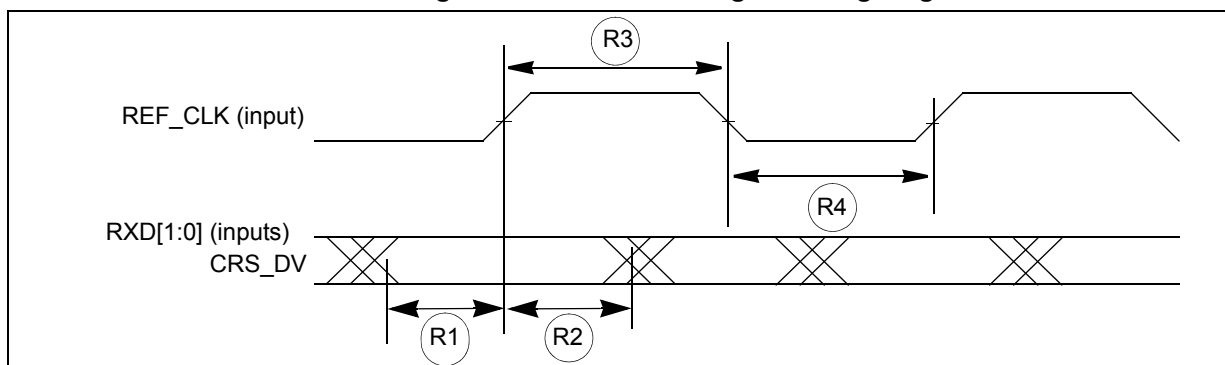 R3
REF_CLK (input)
R4
RXD[1:0] (inputs)
CRS_DV
R1
R2